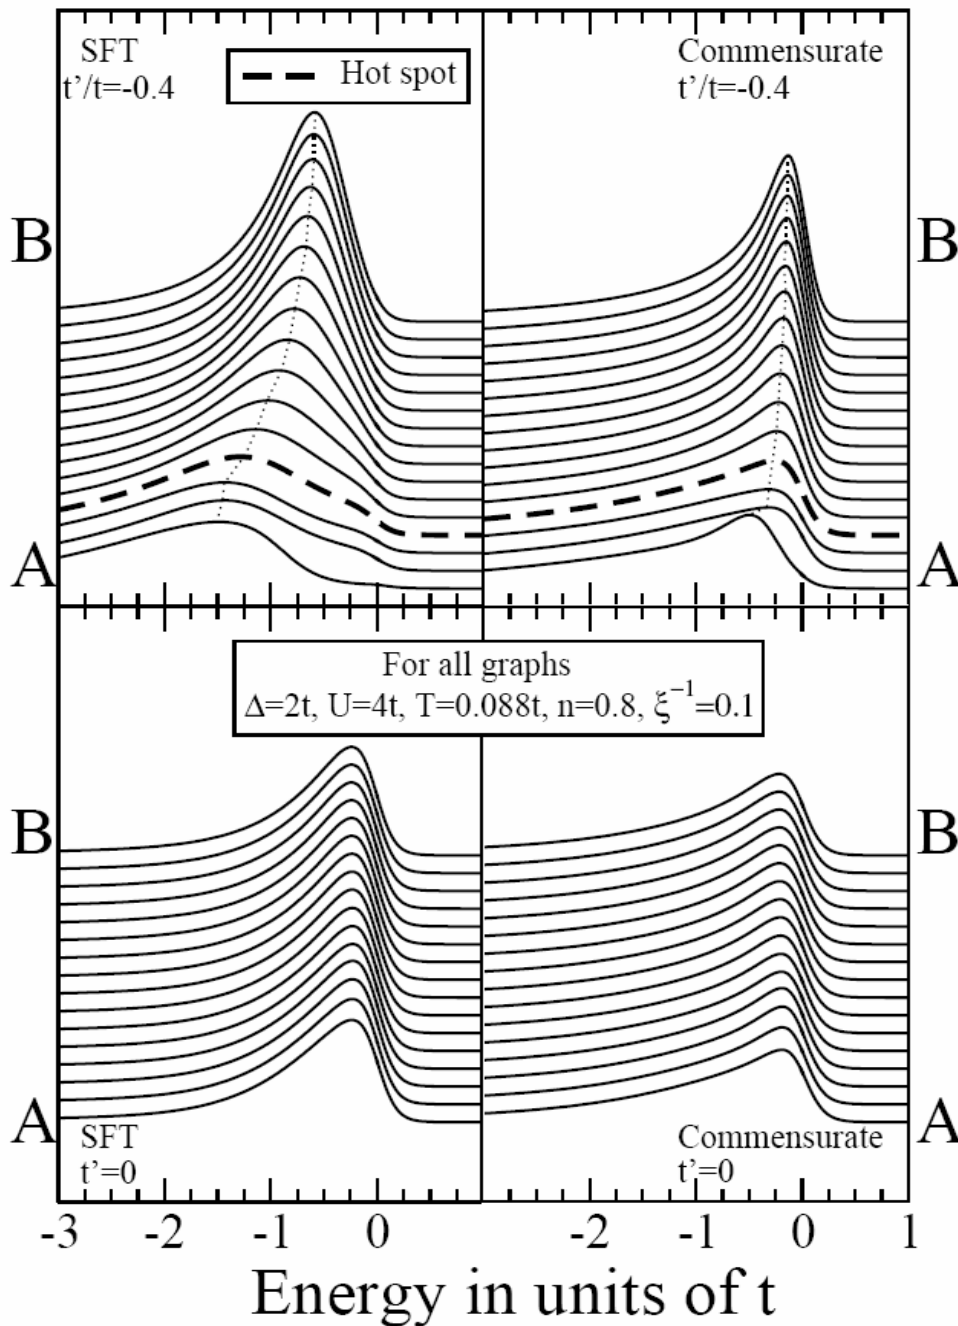 SFT
t'/t=-0.4
Hot spot
Commensurate
t'/t=-0.4
B
B
A
A
For all graphs
Δ=2t, U=4t, T=0.088t, n=0.8, ξ⁻¹=0.1
B
B
A
A
SFT
t'=0
Commensurate
t'=0
-3 -2 -1 0 -2 -1 0 1
Energy in units of t